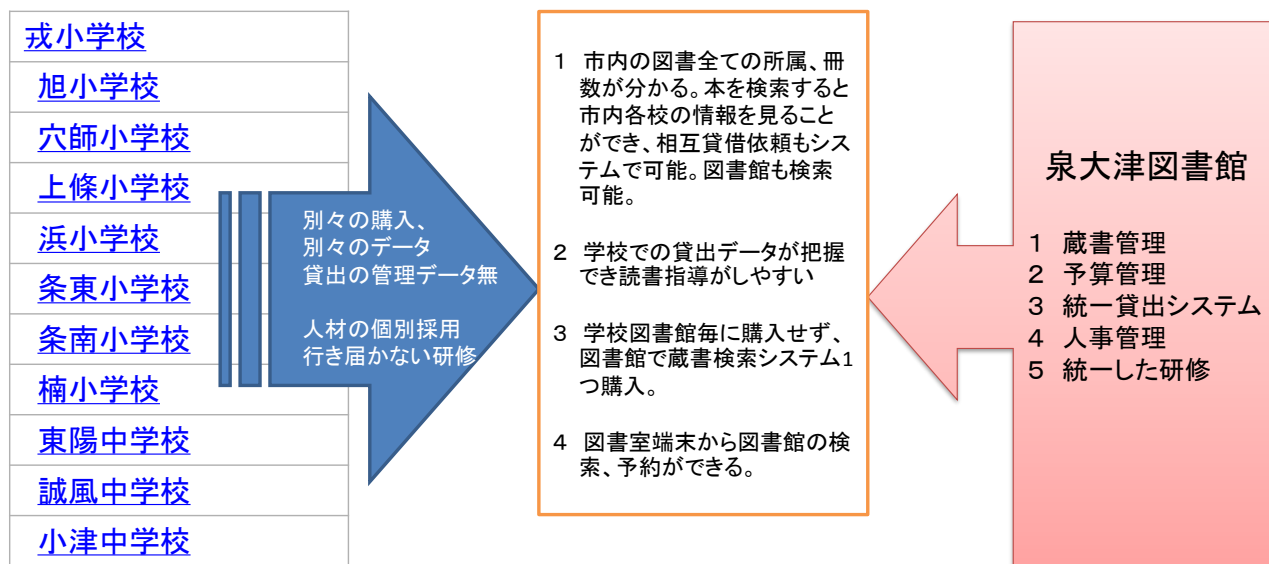 戎小学校
旭小学校
穴師小学校
上條小学校
浜小学校
条東小学校
条南小学校
楠小学校
東陽中学校
誠風中学校
小津中学校
別々の購入、
別々のデータ
貸出の管理データ無
人材の個別採用
行き届かない研修
1 市内の図書全ての所属、冊
数が分かる。本を検索すると
市内各校の情報を見ること
ができ、相互貸借依頼もシス
テムで可能。図書館も検索
可能。
2 学校での貸出データが把握
でき読書指導がしやすい
3 学校図書館毎に購入せず、
図書館で蔵書検索システム1
つ購入。
4 図書室端末から図書館の検
索、予約ができる。
泉大津図書館
1 蔵書管理
2 予算管理
3 統一貸出システム
4 人事管理
5 統一した研修